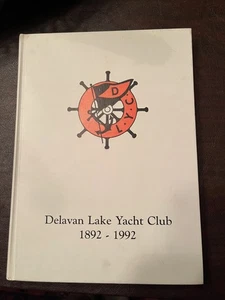 D
L.Y.C.
Delavan Lake Yacht Club
1892 - 1992